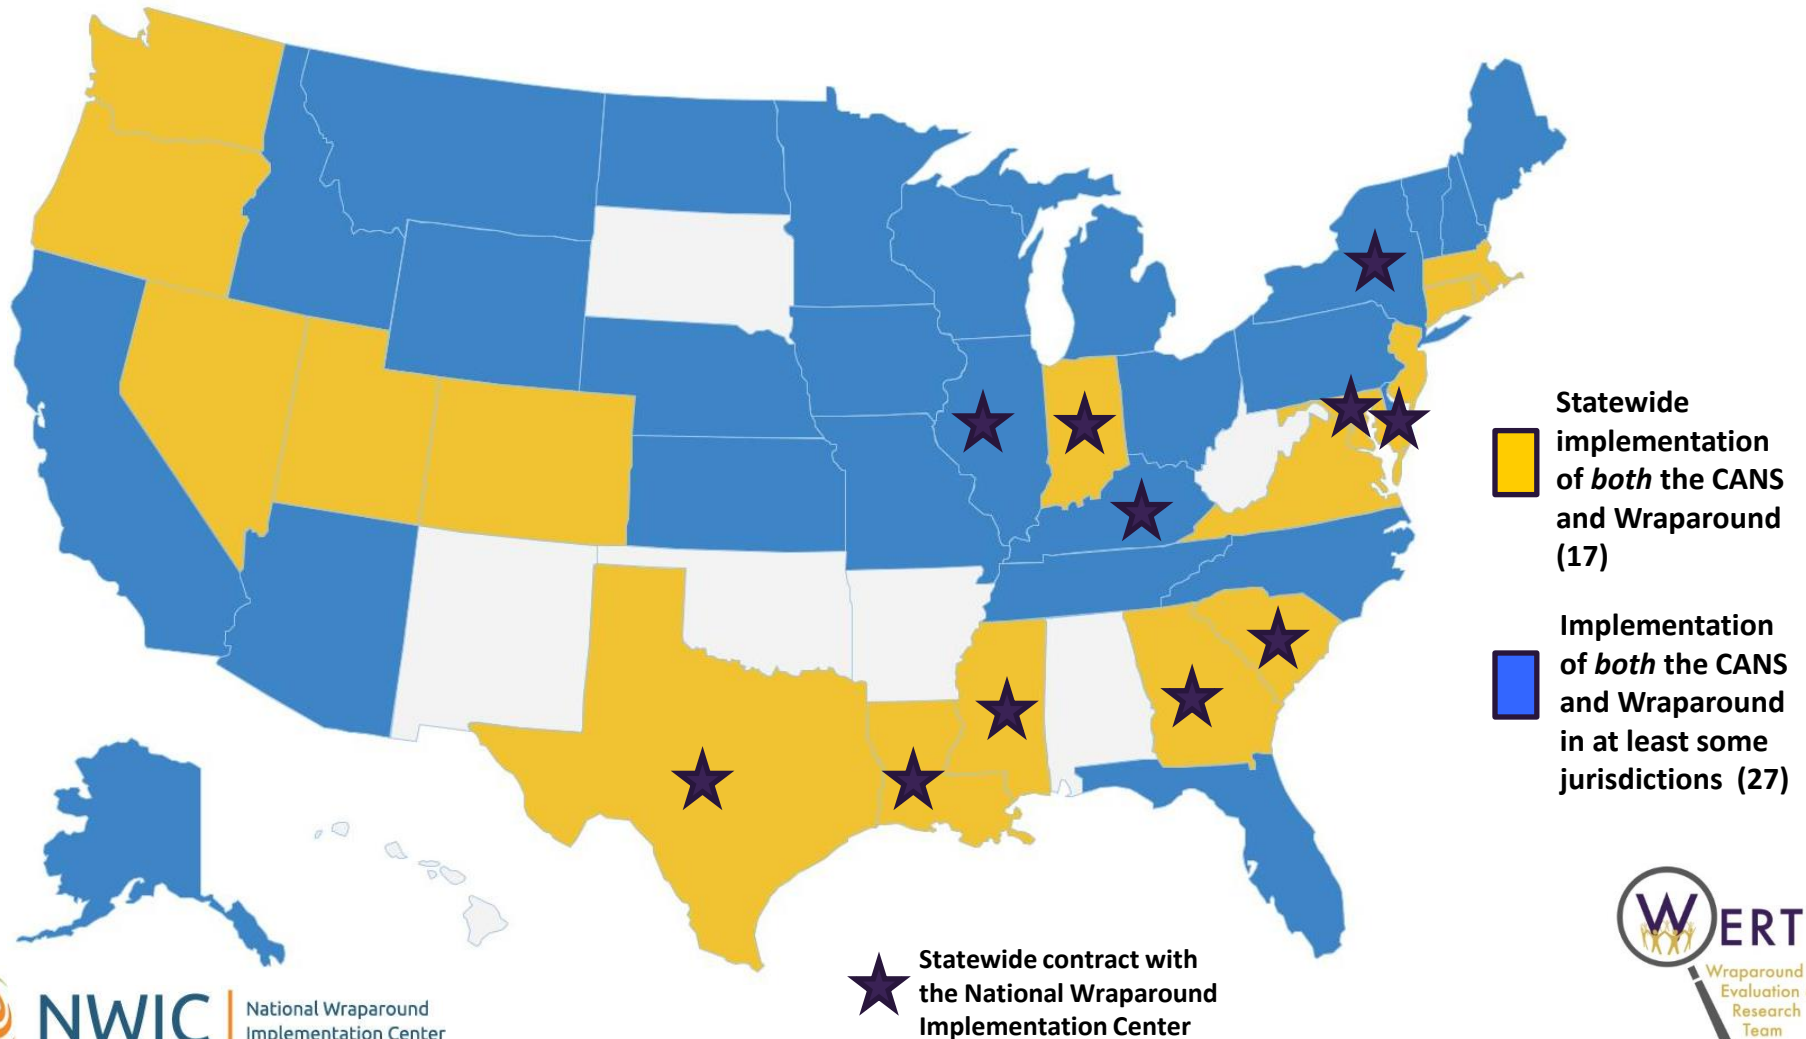 Statewide
implementation
of both the CANS
and Wraparound
(17)
Implementation
of both the CANS
and Wraparound
in at least some
jurisdictions (27)
Statewide contract with
the National Wraparound
Implementation Center
NWIC
National Wraparound
Implementation Center
WERT
Wraparound
Evaluation
Research
Team